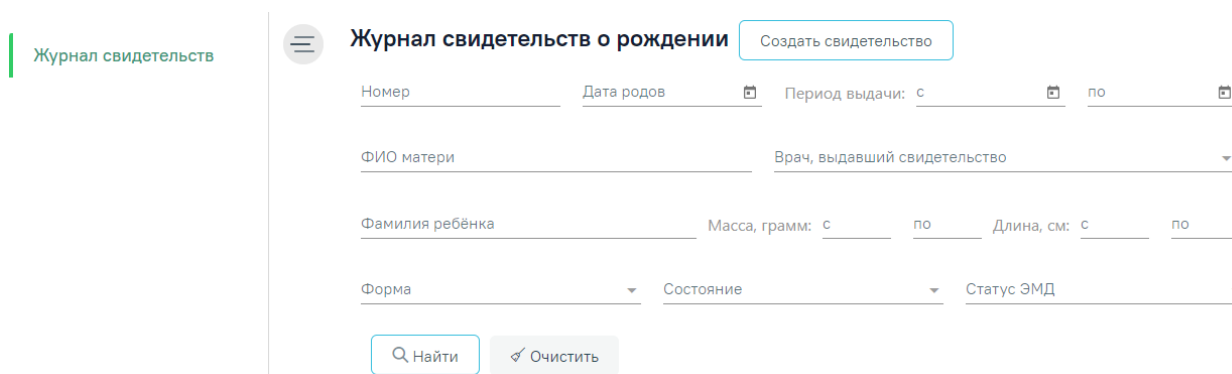 Журнал свидетельств
Журнал свидетельств о рождении Создать свидетельство
Номер Дата родов Период выдачи: с по
ФИО матери Врач, выдавший свидетельство
Фамилия ребёнка Масса, грамм: с по Длина, см: с по
Форма Состояние Статус ЭМД
Найти Очистить